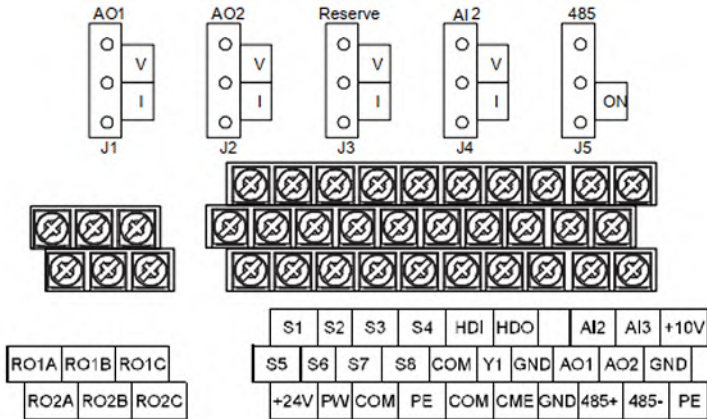 AO1 AO2 Reserve AI2 485
V V V V
I I I I ON
J1 J2 J3 J4 J5
S1 S2 S3 S4 HDI HDO AI2 AI3 +10V
RO1A RO1B RO1C S5 S6 S7 S8 COM Y1 GND AO1 AO2 GND
RO2A RO2B RO2C +24V PW COM PE COM CME GND 485+ 485- PE